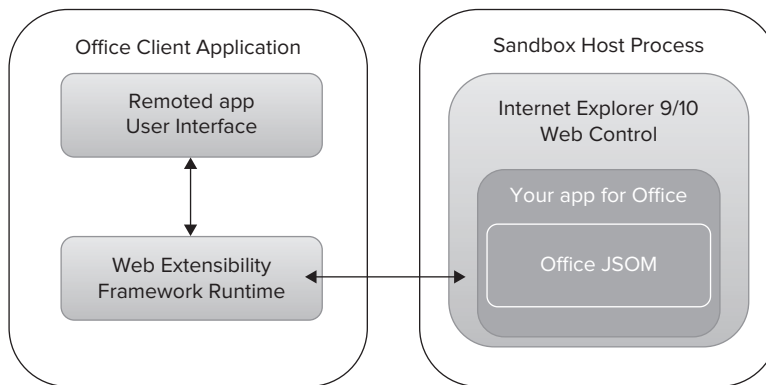 Office Client Application
Remoted app
User Interface
Web Extensibility
Framework Runtime
Sandbox Host Process
Internet Explorer 9/10
Web Control
Your app for Office
Office JSOM